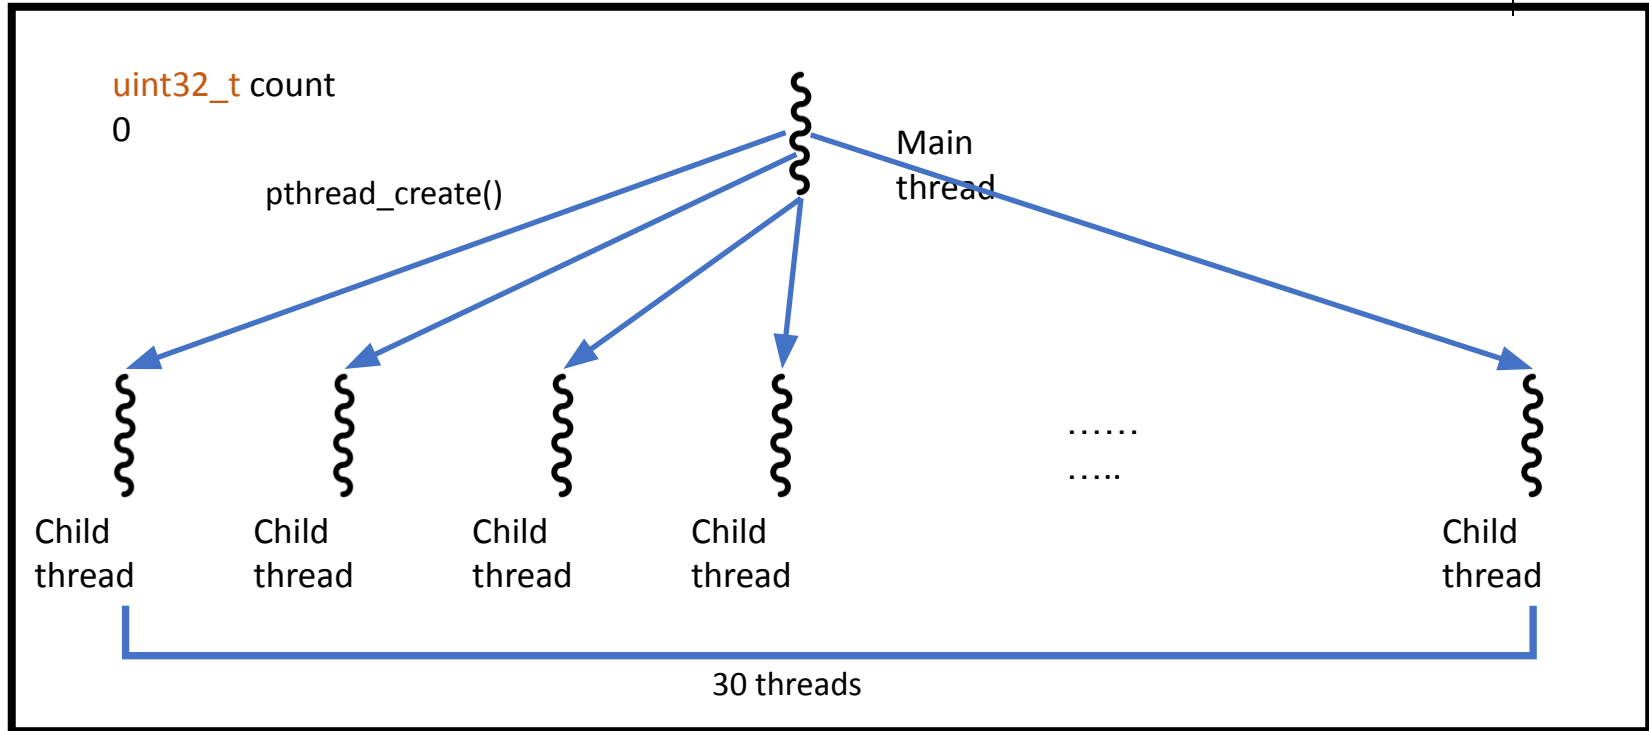 uint32_t count
0
Main
thread
pthread_create()
……
…..
Child
thread
Child
thread
Child
thread
Child
thread
Child
thread
30 threads